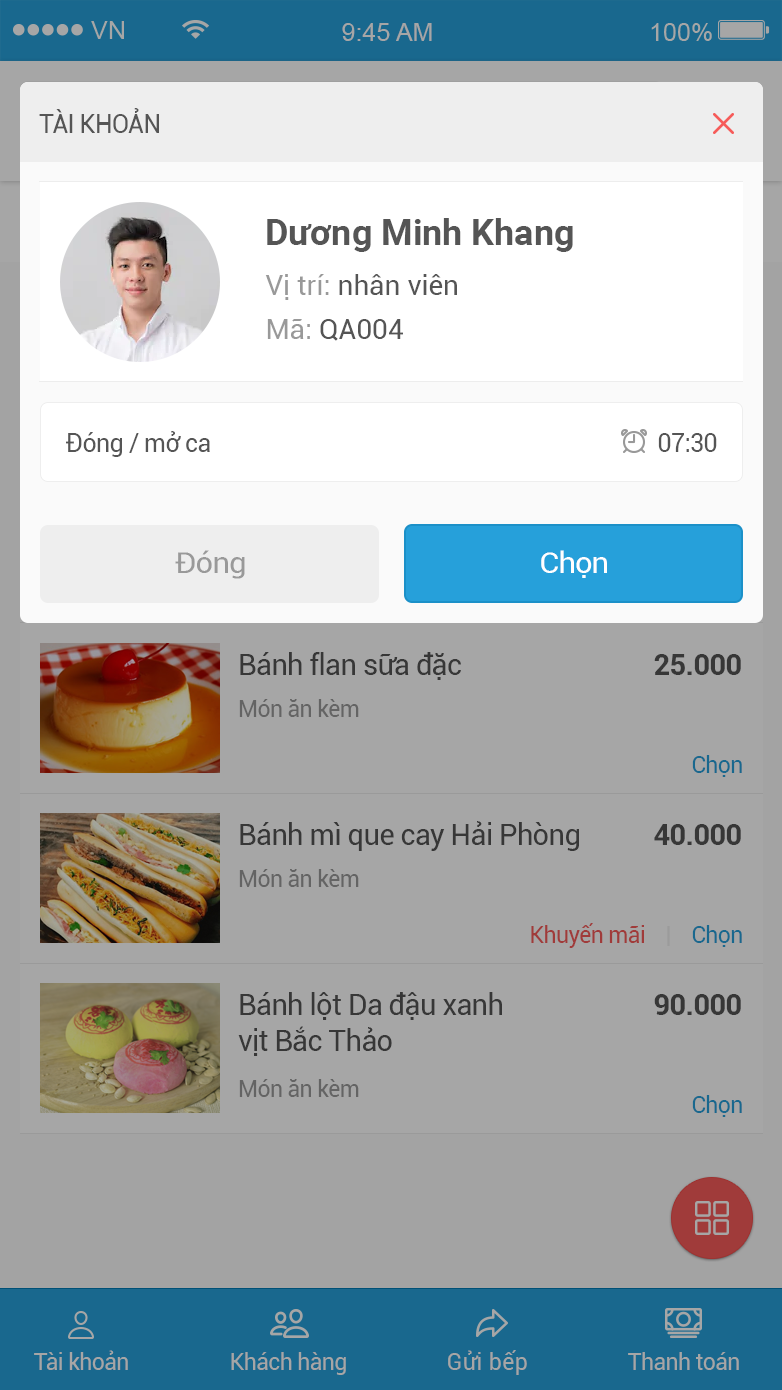 VN 9:45 AM 100%
TÀI KHOẢN
Dương Minh Khang
Vị trí: nhân viên
Mã: QA004
Đóng / mở ca 07:30
Đóng Chọn
Bánh flan sữa đặc 25.000
Món ăn kèm
Chọn
Bánh mì que cay Hải Phòng 40.000
Món ăn kèm
Khuyến mãi | Chọn
Bánh lột Da đậu xanh 90.000
vịt Bắc Thảo
Món ăn kèm
Chọn
Tài khoản Khách hàng Gửi bếp Thanh toán